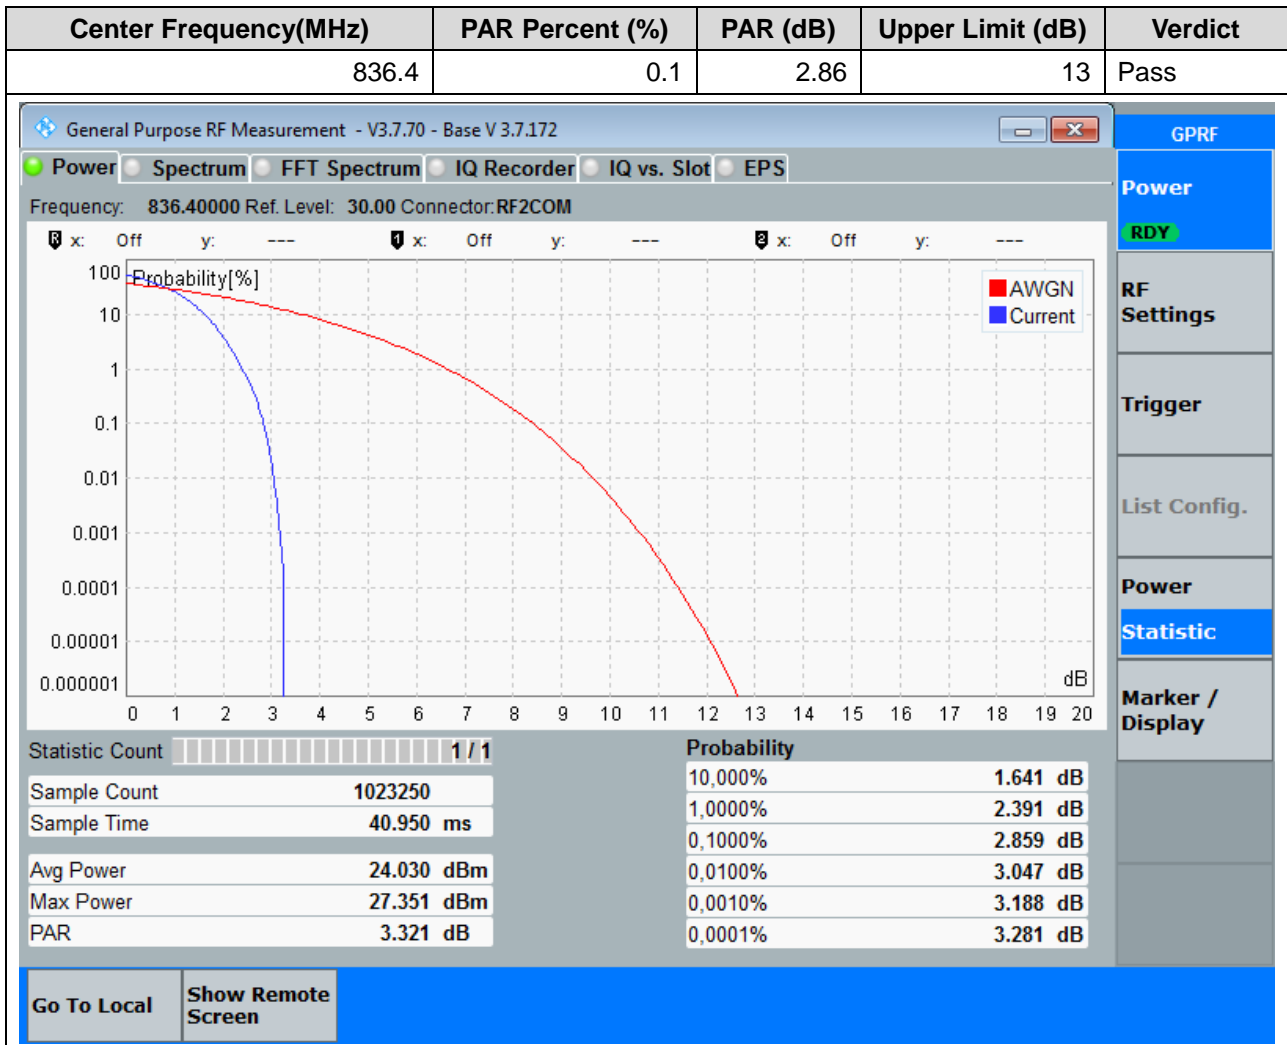 Center Frequency(MHz) PAR Percent (%) PAR (dB) Upper Limit (dB) Verdict
836.4 0.1 2.86 13 Pass
General Purpose RF Measurement - V3.7.70 - Base V 3.7.172
GPRF
Power Spectrum FFT Spectrum IQ Recorder IQ vs. Slot EPS
Power
RDY
Frequency: 836.40000 Ref. Level: 30.00 Connector:RF2COM
R x: Off y: --- 1 x: Off y: --- 2 x: Off y: ---
Probability[%]
AWGN
Current
100
10
1
0.1
0.01
0.001
0.0001
0.00001
0.000001
dB
0 1 2 3 4 5 6 7 8 9 10 11 12 13 14 15 16 17 18 19 20
RF
Settings
Trigger
List Config.
Power
Statistic
Marker /
Display
Statistic Count 1 / 1
Sample Count 1023250
Sample Time 40.950 ms
Avg Power 24.030 dBm
Max Power 27.351 dBm
PAR 3.321 dB
Probability
10,000% 1.641 dB
1,0000% 2.391 dB
0,1000% 2.859 dB
0,0100% 3.047 dB
0,0010% 3.188 dB
0,0001% 3.281 dB
Go To Local
Show Remote
Screen